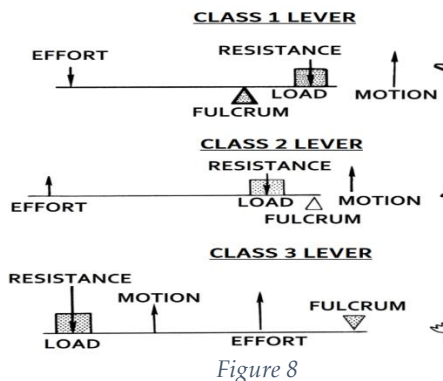 CLASS 1 LEVER
EFFORT RESISTANCE
LOAD MOTION
FULCRUM
CLASS 2 LEVER
RESISTANCE
EFFORT LOAD MOTION
FULCRUM
CLASS 3 LEVER
RESISTANCE MOTION FULCRUM
LOAD EFFORT
Figure 8